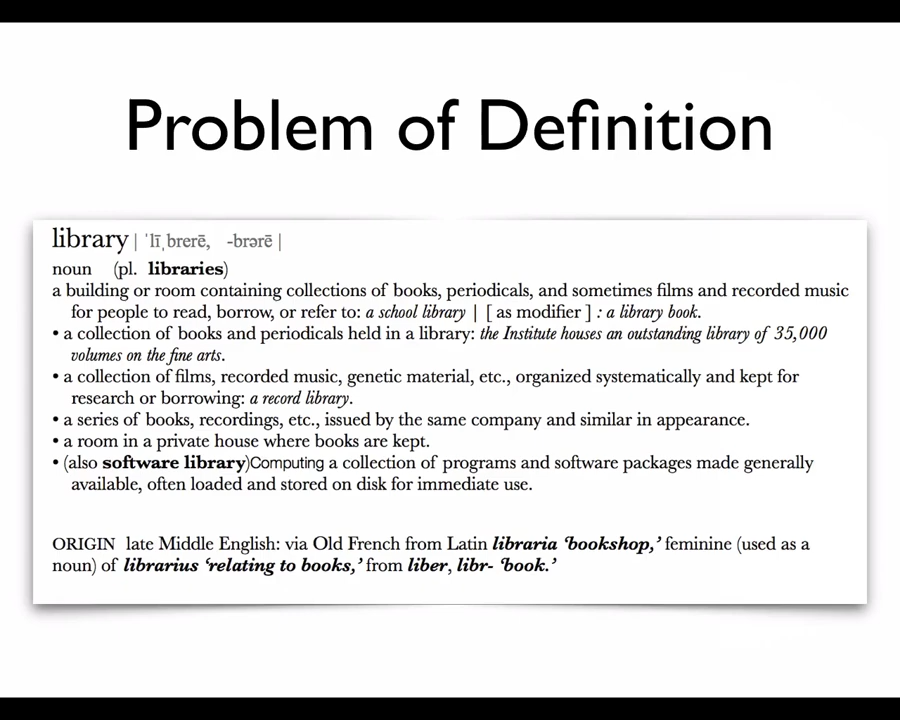 Problem of Definition
library | ˈlīˌbrerē, -brərē |
noun (pl. libraries)
a building or room containing collections of books, periodicals, and sometimes films and recorded music
for people to read, borrow, or refer to: a school library | [ as modifier ] : a library book.
• a collection of books and periodicals held in a library: the Institute houses an outstanding library of 35,000
volumes on the fine arts.
• a collection of films, recorded music, genetic material, etc., organized systematically and kept for
research or borrowing: a record library.
• a series of books, recordings, etc., issued by the same company and similar in appearance.
• a room in a private house where books are kept.
• (also software library)Computing a collection of programs and software packages made generally
available, often loaded and stored on disk for immediate use.
ORIGIN late Middle English: via Old French from Latin libraria ‘bookshop,’ feminine (used as a
noun) of librarius ‘relating to books,’ from liber, libr- ‘book.’